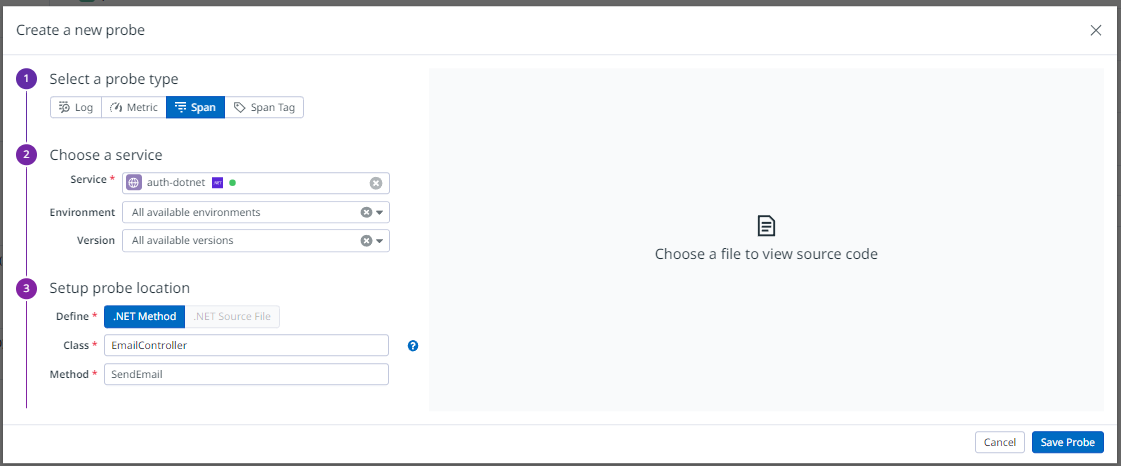 Create a new probe
1 Select a probe type
Log Metric Span Span Tag
2 Choose a service
Service * auth-dotnet .NET
Environment All available environments
Version All available versions
3 Setup probe location
Define * .NET Method .NET Source File
Class * EmailController ?
Method * SendEmail
Choose a file to view source code
Cancel Save Probe